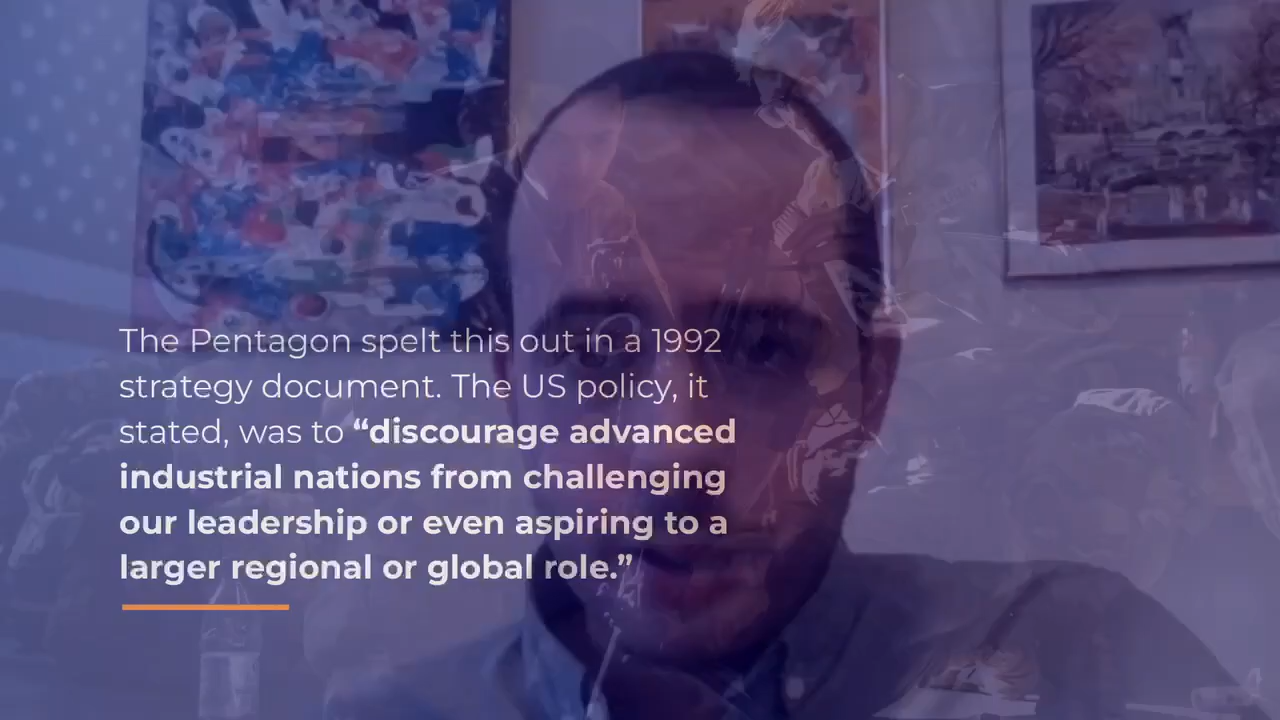 The Pentagon spelt this out in a 1992
strategy document. The US policy, it
stated, was to “discourage advanced
industrial nations from challenging
our leadership or even aspiring to a
larger regional or global role.”